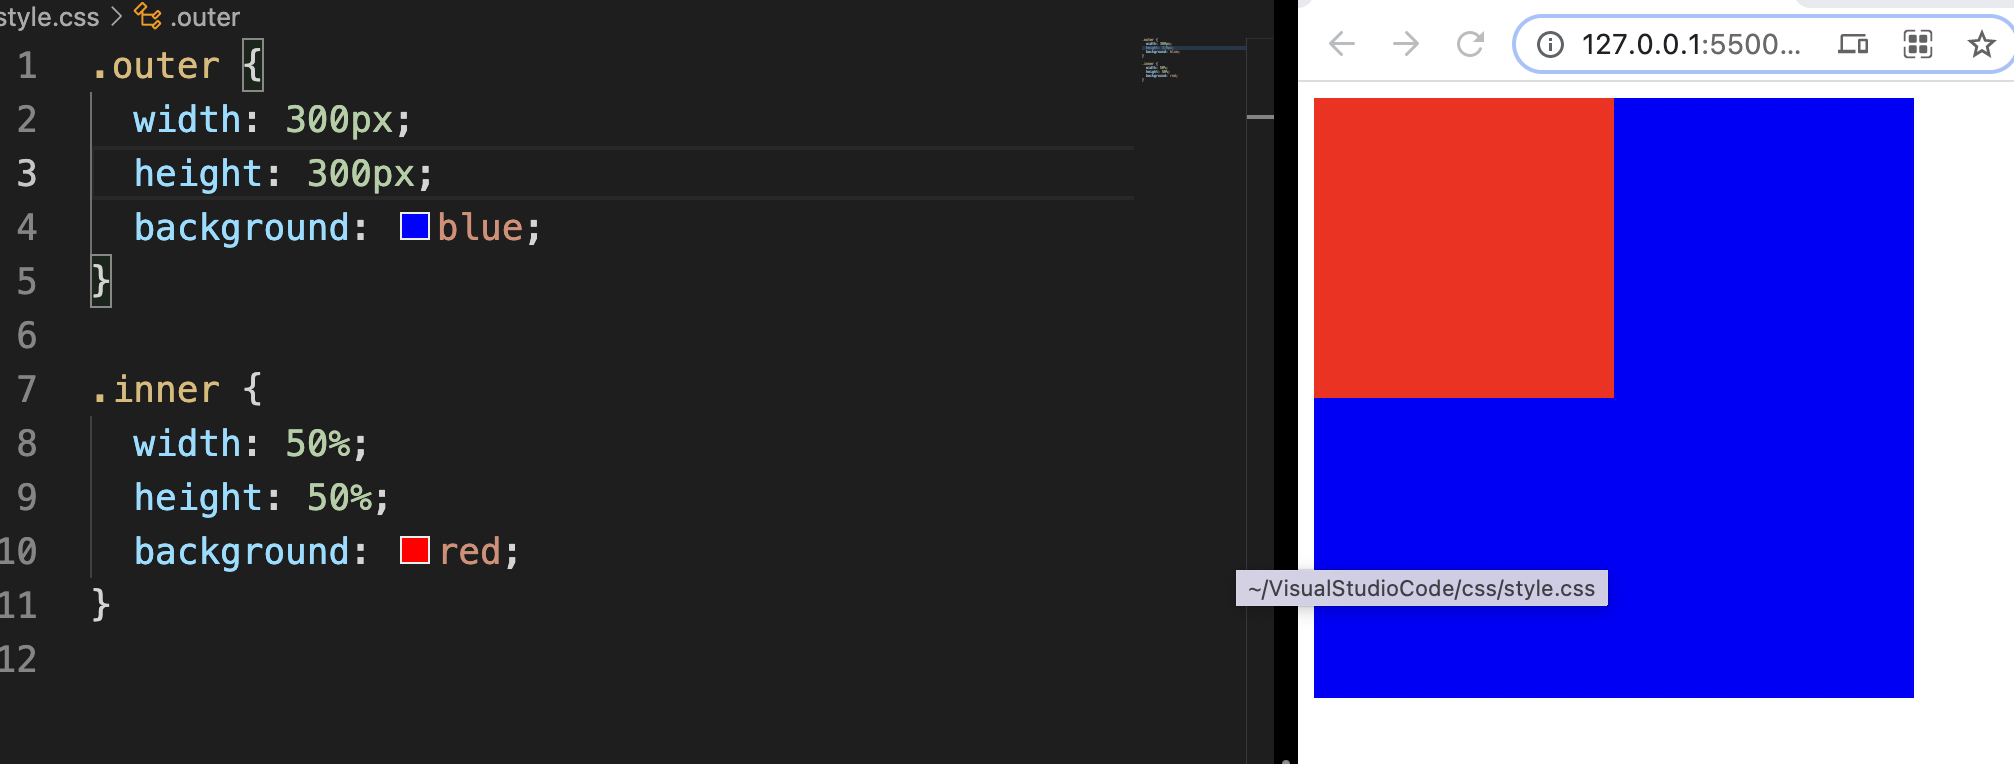 style.css > .outer
1 .outer {
2 width: 300px;
3 height: 300px;
4 background: blue;
5 }
6
7 .inner {
8 width: 50%;
9 height: 50%;
10 background: red;
11 }
12
127.0.0.1:5500...
~/VisualStudioCode/css/style.css